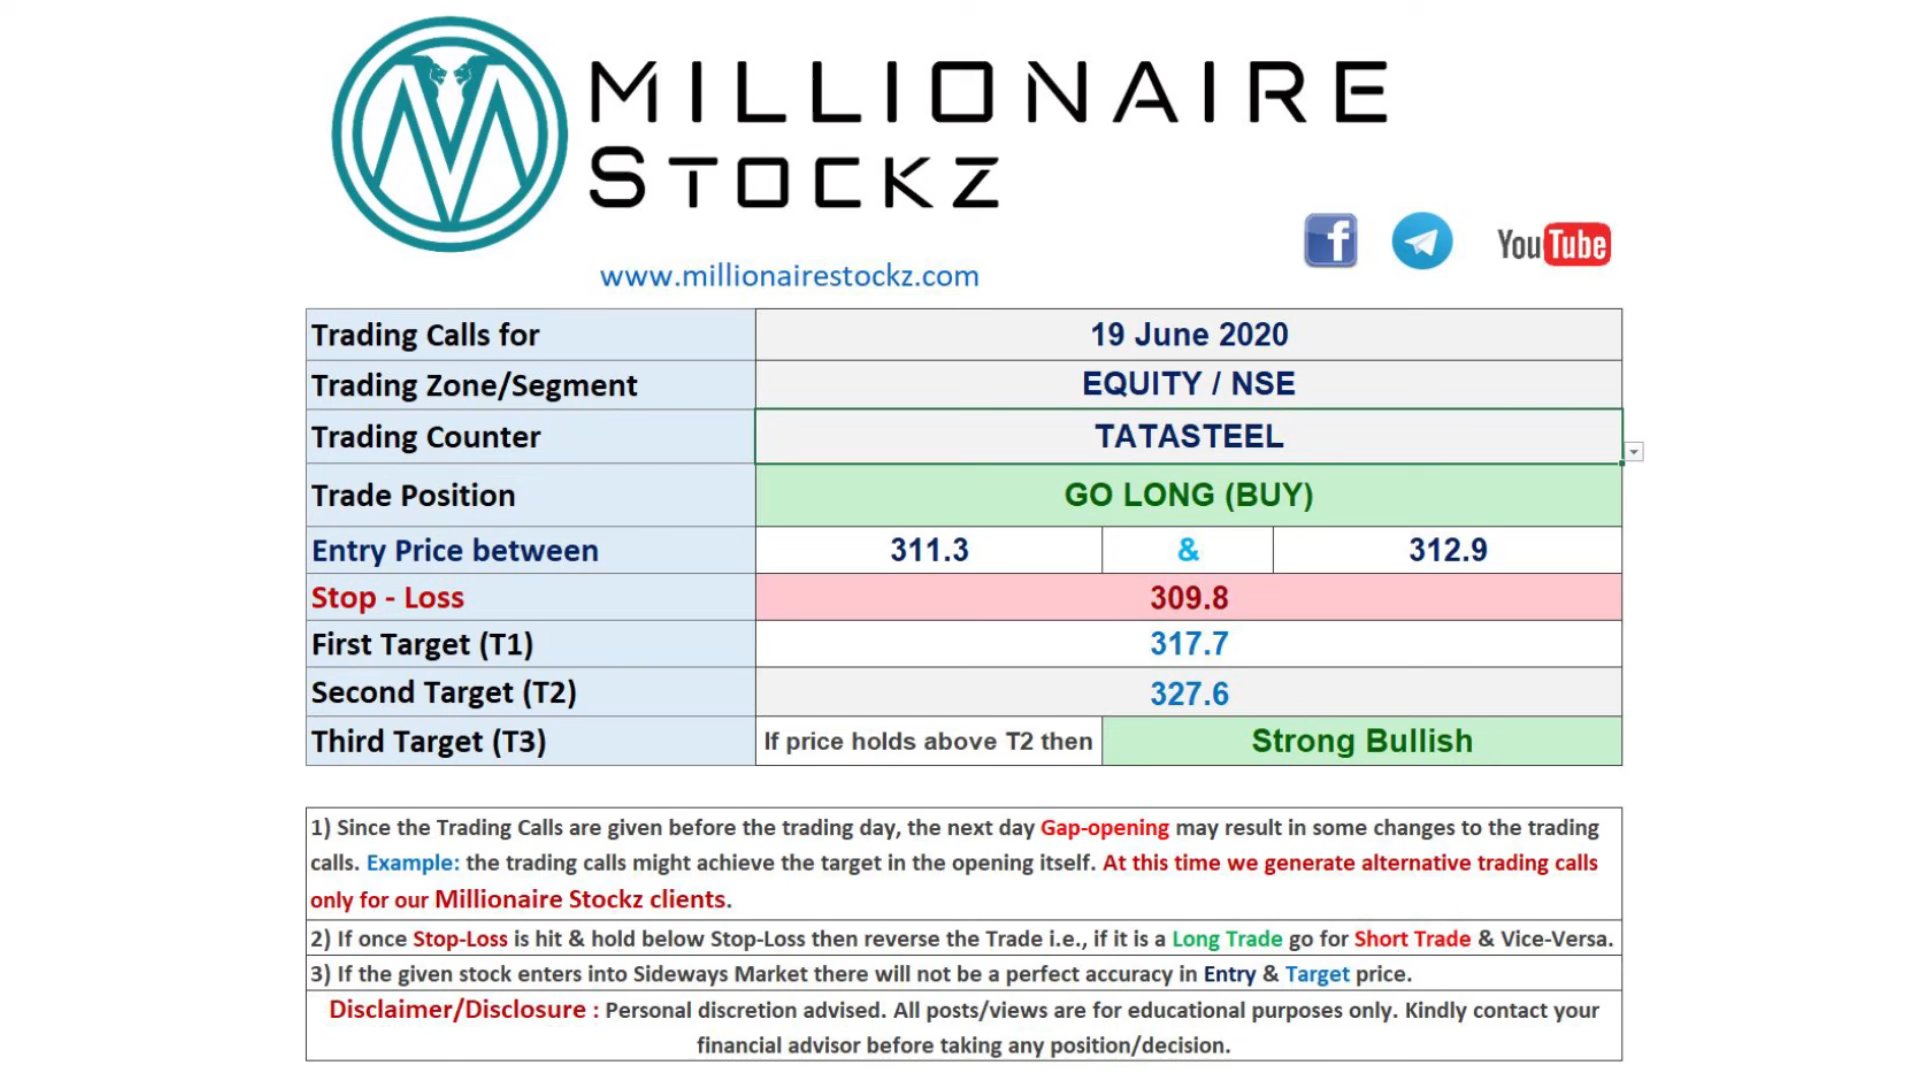 MILLIONAIRE
STOCKZ
f
YouTube
www.millionairestockz.com
Trading Calls for 19 June 2020
Trading Zone/Segment EQUITY / NSE
Trading Counter TATASTEEL
Trade Position GO LONG (BUY)
Entry Price between 311.3 & 312.9
Stop - Loss 309.8
First Target (T1) 317.7
Second Target (T2) 327.6
Third Target (T3) If price holds above T2 then Strong Bullish
1) Since the Trading Calls are given before the trading day, the next day Gap-opening may result in some changes to the trading
calls. Example: the trading calls might achieve the target in the opening itself. At this time we generate alternative trading calls
only for our Millionaire Stockz clients.
2) If once Stop-Loss is hit & hold below Stop-Loss then reverse the Trade i.e., if it is a Long Trade go for Short Trade & Vice-Versa.
3) If the given stock enters into Sideways Market there will not be a perfect accuracy in Entry & Target price.
Disclaimer/Disclosure : Personal discretion advised. All posts/views are for educational purposes only. Kindly contact your
financial advisor before taking any position/decision.